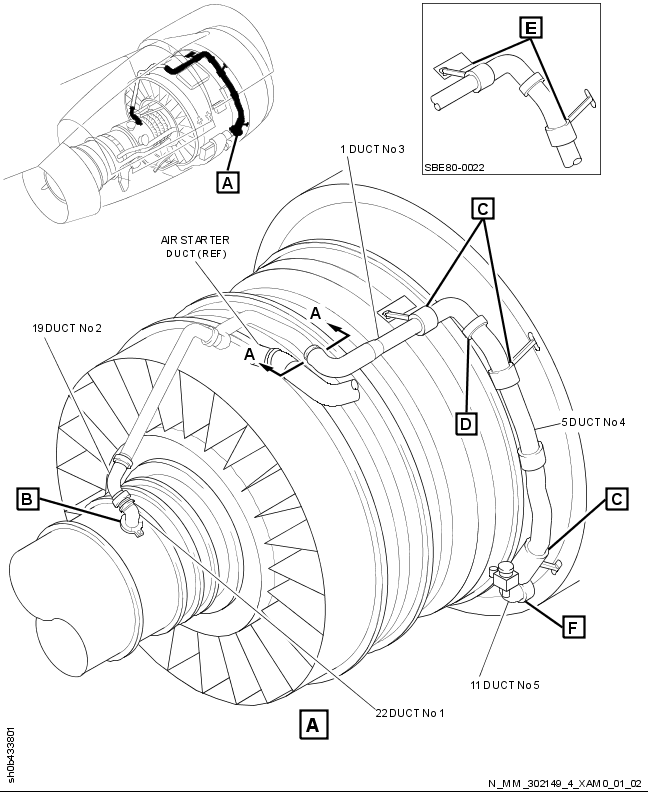 E
SBE80-0022
A
1 DUCT No 3
C
AIR STARTER
DUCT (REF)
A
A
19 DUCT No 2
D
5 DUCT No 4
B
C
F
11 DUCT No 5
22 DUCT No 1
A
sh0b433801
N_MM_302149_4_XAM0_01_02